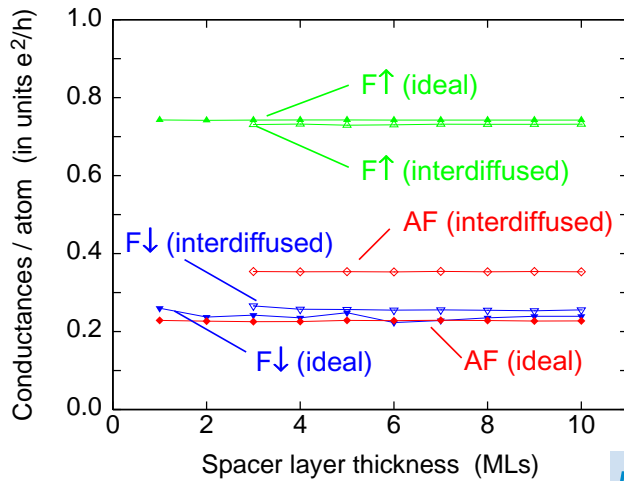 Conductances / atom (in units e²/h)
1.0
0.8
0.6
0.4
0.2
0.0
F↑ (ideal)
F↑ (interdiffused)
AF (interdiffused)
F↓ (interdiffused)
F↓ (ideal)
AF (ideal)
0 2 4 6 8 10
Spacer layer thickness (MLs)